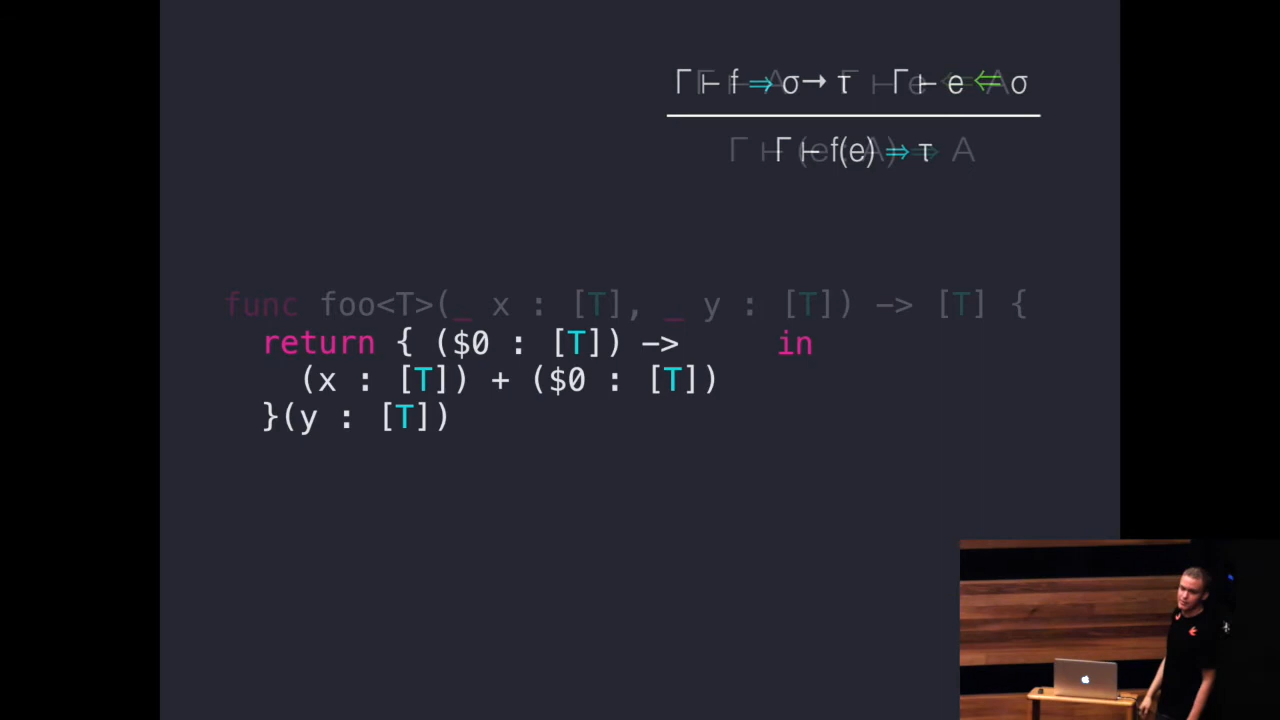 Γ ⊢ f ⇒ σ → τ Γ ⊢ e ⇐ σ
Γ ⊢ f(e) ⇒ τ
Γ ⊢ (e : A) ⇒ A
func foo<T>(_ x : [T], _ y : [T]) -> [T] {
return { ($0 : [T]) -> in
(x : [T]) + ($0 : [T])
}(y : [T])